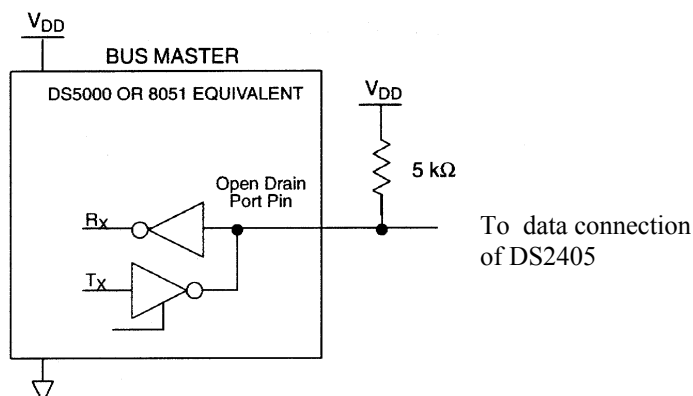 VDD
BUS MASTER
DS5000 OR 8051 EQUIVALENT
VDD
5 kΩ
Open Drain
Port Pin
RX
TX
To data connection
of DS2405